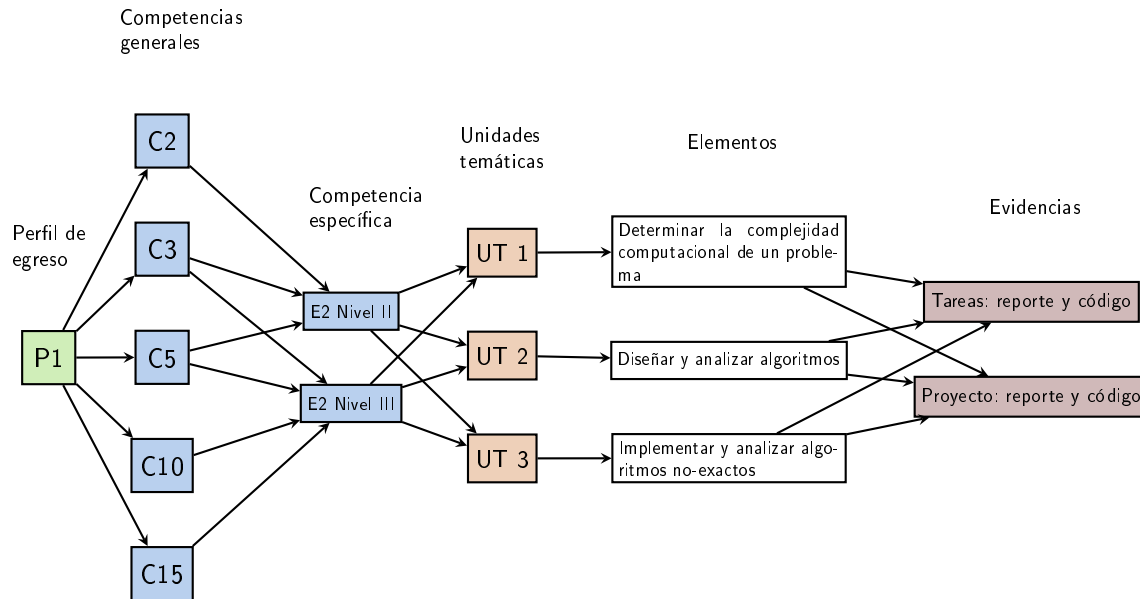 Competencias
generales
C2
C3
C5
C10
C15
Perfil de
egreso
P1
Competencia
específica
E2 Nivel II
E2 Nivel III
Unidades
temáticas
UT 1
UT 2
UT 3
Elementos
Determinar la complejidad
computacional de un proble-
ma
Diseñar y analizar algoritmos
Implementar y analizar algo-
ritmos no-exactos
Evidencias
Tareas: reporte y código
Proyecto: reporte y código